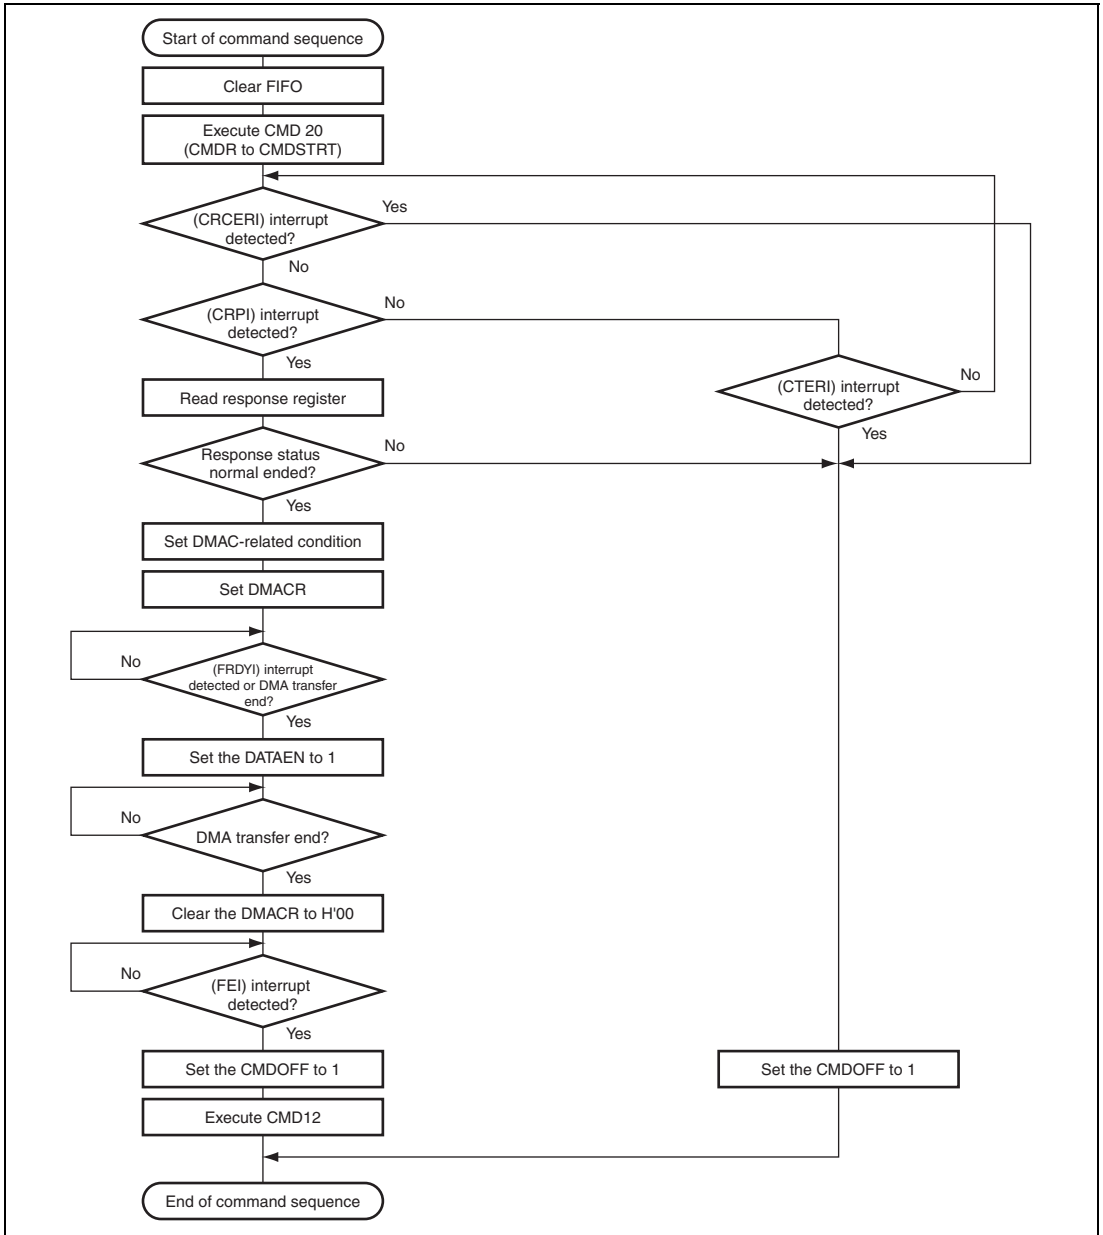 Start of command sequence
Clear FIFO
Execute CMD 20
(CMDR to CMDSTRT)
(CRCERI) interrupt
detected?
Yes
No
(CRPI) interrupt
detected?
No
Yes
(CTERI) interrupt
detected?
No
Yes
Read response register
Response status
normal ended?
No
Yes
Set DMAC-related condition
Set DMACR
(FRDYI) interrupt
detected or DMA transfer
end?
No
Yes
Set the DATAEN to 1
DMA transfer end?
No
Yes
Clear the DMACR to H'00
(FEI) interrupt
detected?
No
Yes
Set the CMDOFF to 1
Set the CMDOFF to 1
Execute CMD12
End of command sequence